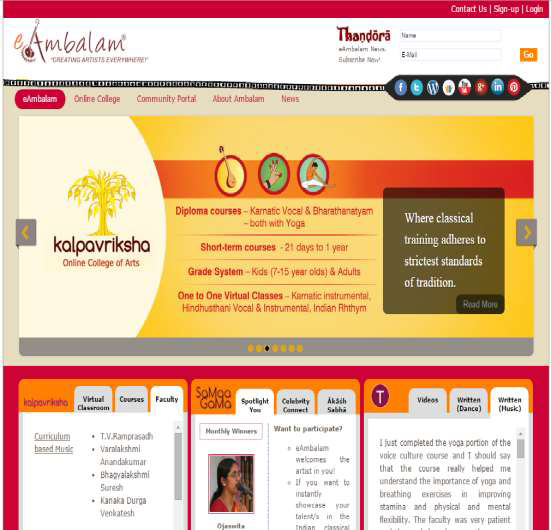 Contact Us | Sign-up | Login
eAmbalam®
"CREATING ARTISTS EVERYWHERE!"
Thandōrā
eAmbalam News.
Subscribe Now!
Name
E-Mail
Go
eAmbalam
Online College
Community Portal
About Ambalam
News
kalpavriksha
Online College of Arts
Diploma courses – Karnatic Vocal & Bharathanatyam
– both with Yoga
Short-term courses - 21 days to 1 year
Grade System – Kids (7-15 year olds) & Adults
One to One Virtual Classes – Karnatic instrumental,
Hindhusthani Vocal & Instrumental, Indian Rhthym
Where classical
training adheres to
strictest standards
of tradition.
Read More
kalpavriksha
Virtual
Classroom
Courses
Faculty
Curriculum
based Music
T.V.Ramprasadh
Varalakshmi
Anandakumar
Bhagyalakshmi
Suresh
Kanaka Durga
Venkatesh
SaMaa
GaMa
Spotlight
You
Celebrity
Connect
Ākāśh
Sabhā
Monthly Winners
Ojaswita
Want to participate?
eAmbalam
welcomes the
artist in you!
If you want to
instantly
showcase your
talent/s in the
Indian classical
T
Videos
Written
(Dance)
Written
(Music)
I just completed the yoga portion of the
voice culture course and I should say
that the course really helped me
understand the importance of yoga and
breathing exercises in improving
stamina and physical and mental
flexibility. The faculty was very patient